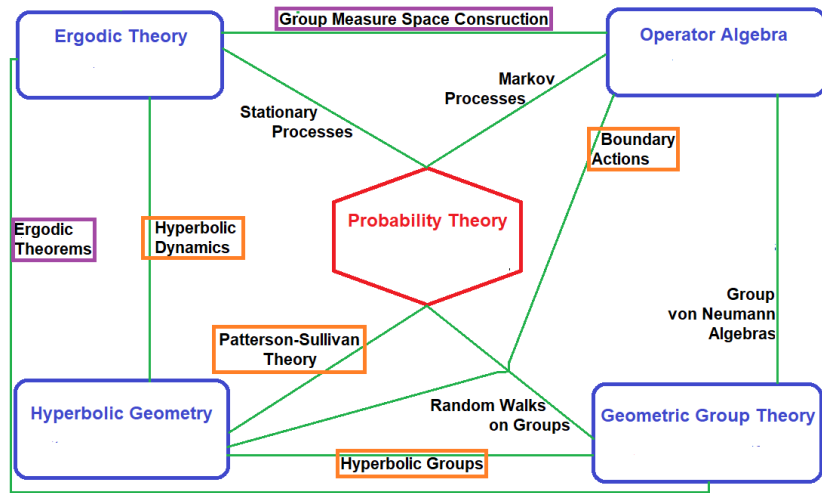 Group Measure Space Consruction
Ergodic Theory
Operator Algebra
Markov
Processes
Stationary
Processes
Boundary
Actions
Probability Theory
Ergodic
Theorems
Hyperbolic
Dynamics
Group
von Neumann
Algebras
Patterson-Sullivan
Theory
Hyperbolic Geometry
Random Walks
on Groups
Geometric Group Theory
Hyperbolic Groups